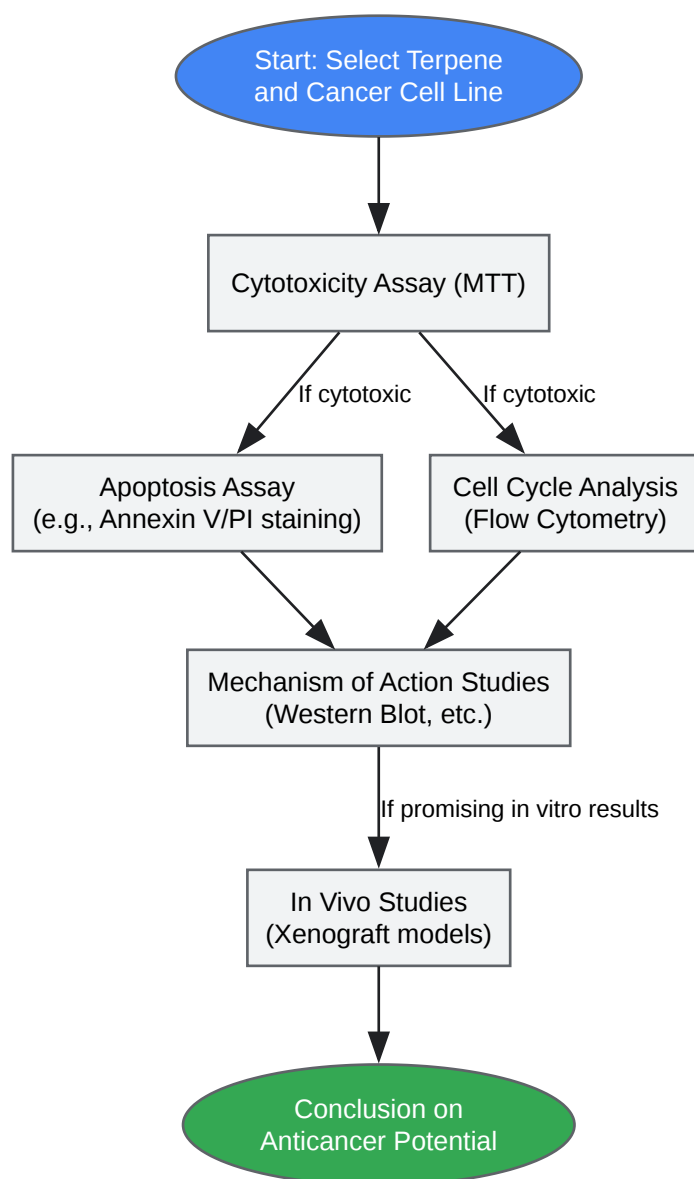 Start: Select Terpene
and Cancer Cell Line
Cytotoxicity Assay (MTT)
If cytotoxic
If cytotoxic
Apoptosis Assay
(e.g., Annexin V/PI staining)
Cell Cycle Analysis
(Flow Cytometry)
Mechanism of Action Studies
(Western Blot, etc.)
If promising in vitro results
In Vivo Studies
(Xenograft models)
Conclusion on
Anticancer Potential